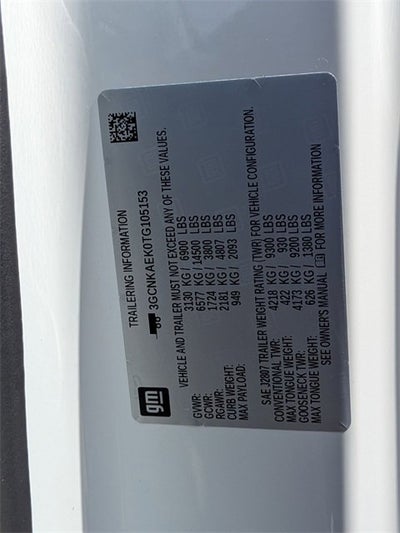 gm
TRAILERING INFORMATION
3GCNKAEK0TG105153
VEHICLE AND TRAILER MUST NOT EXCEED ANY OF THESE VALUES.
GVWR: 3130 KG / 6900 LBS
GCWR: 6577 KG / 14500 LBS
RGAWR: 1724 KG / 3800 LBS
CURB WEIGHT: 2181 KG / 4807 LBS
MAX PAYLOAD: 949 KG / 2093 LBS
SAE J2807 TRAILER WEIGHT RATING (TWR) FOR VEHICLE CONFIGURATION.
CONVENTIONAL TWR: 4218 KG / 9300 LBS
MAX TONGUE WEIGHT: 422 KG / 930 LBS
GOOSENECK TWR: 4173 KG / 9200 LBS
MAX TONGUE WEIGHT: 626 KG / 1380 LBS
SEE OWNER'S MANUAL FOR MORE INFORMATION